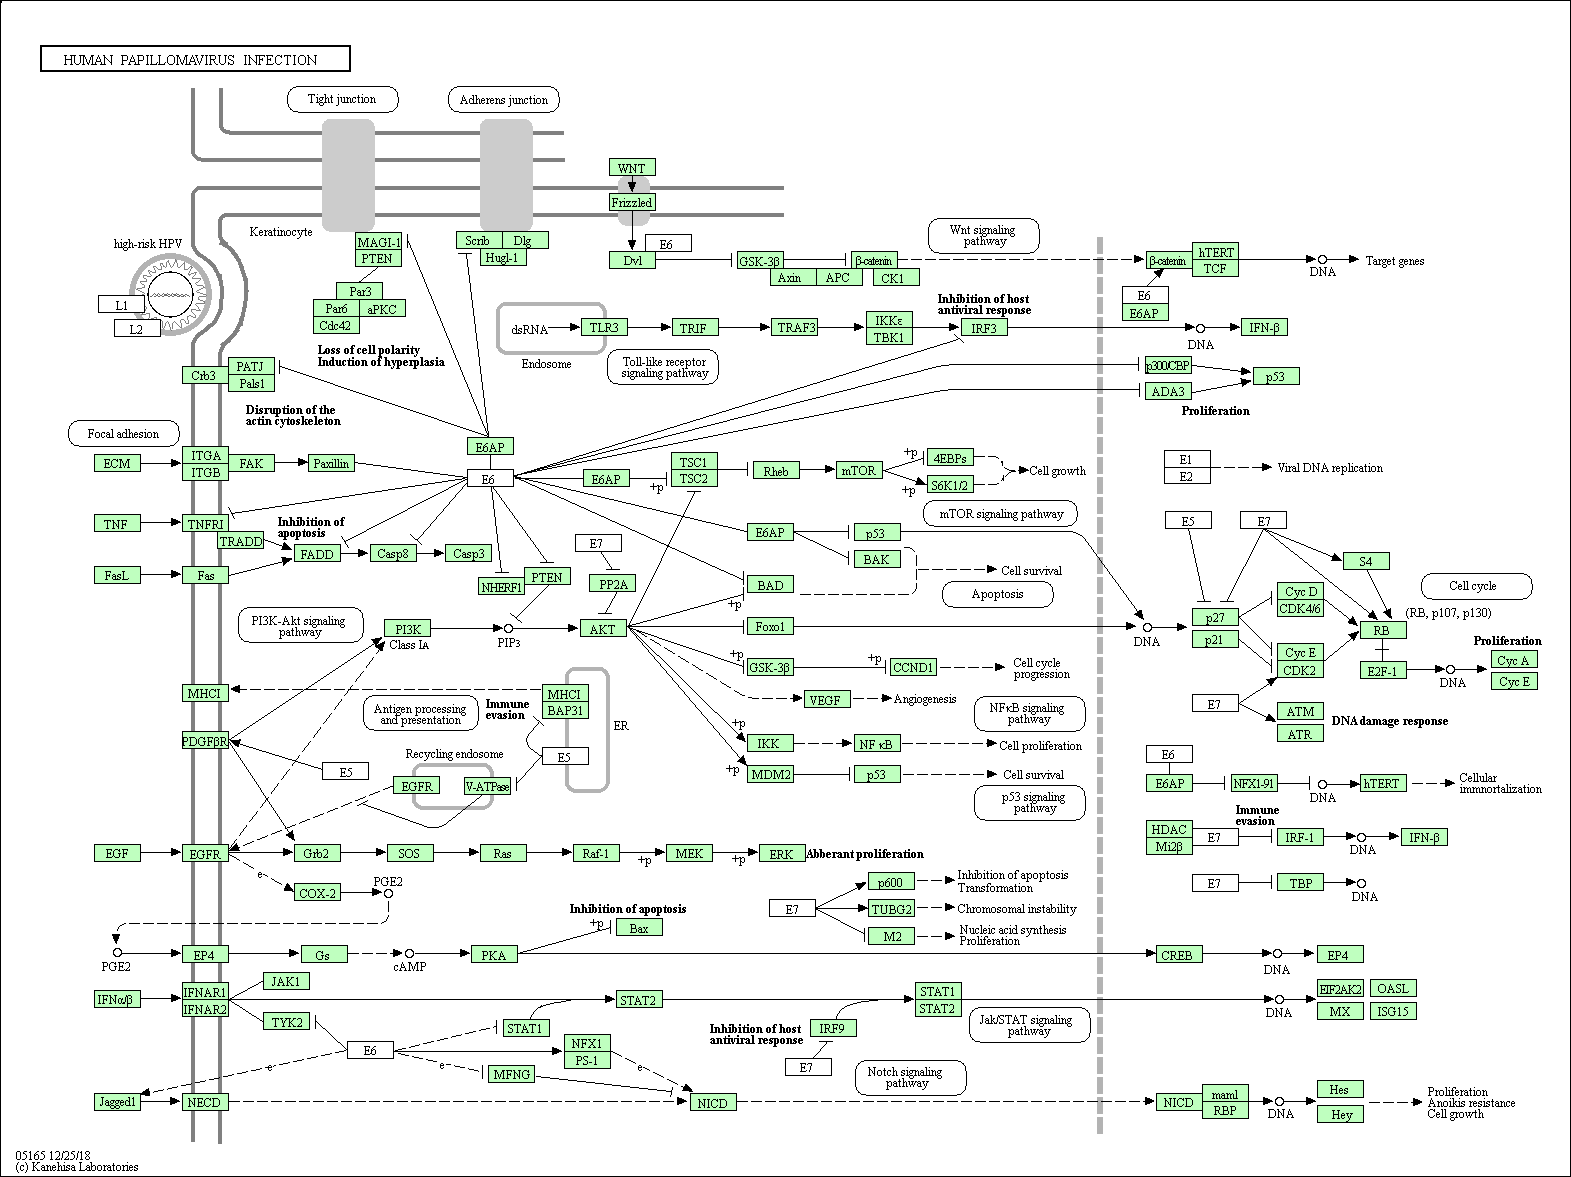 HUMAN PAPILLOMAVIRUS INFECTION
Tight junction
Adherens junction
WNT
Frizzled
Keratinocyte
high-risk HPV
MAGI-1
PTEN
Scrib
Dlg
Hugl-1
E6
Dvl
GSK-3β
Axin
APC
β-catenin
CK1
Wnt signaling
pathway
β-catenin
hTERT
TCF
DNA
Target genes
E6
E6AP
L1
L2
Par3
Par6
aPKC
Cdc42
Loss of cell polarity
Induction of hyperplasia
dsRNA
Endosome
TLR3
TRIF
TRAF3
IKKε
TBK1
Inhibition of host
antiviral response
IRF3
DNA
IFN-β
Toll-like receptor
signaling pathway
Crb3
PATJ
Pals1
p300/CBP
ADA3
p53
Proliferation
Disruption of the
actin cytoskeleton
Focal adhesion
ECM
ITGA
ITGB
FAK
Paxillin
E6AP
E6
E6AP
+p
TSC1
TSC2
Rheb
mTOR
+p
+p
4EBPs
S6K1/2
Cell growth
mTOR signaling pathway
E1
E2
Viral DNA replication
TNF
TNFR1
TRADD
Inhibition of
apoptosis
FADD
Casp8
Casp3
FasL
Fas
NHERF1
PTEN
E7
PP2A
E6AP
p53
BAK
BAD
+p
Cell survival
Apoptosis
E5
E7
S4
Cell cycle
PI3K-Akt signaling
pathway
PI3K
Class IA
PIP3
AKT
Foxo1
DNA
p27
p21
Cyc D
CDK4/6
Cyc E
CDK2
RB
(RB, p107, p130)
E2F-1
DNA
Proliferation
Cyc A
Cyc E
+p
GSK-3β
+p
CCND1
Cell cycle
progression
VEGF
Angiogenesis
NFκB signaling
pathway
+p
IKK
NFκB
Cell proliferation
+p
MDM2
p53
Cell survival
p53 signaling
pathway
E7
ATM
ATR
DNA damage response
MHCI
Antigen processing
and presentation
Immune
evasion
MHCI
BAP31
ER
PDGFβR
E5
Recycling endosome
EGFR
V-ATPase
E5
E6
E6AP
NFX1-91
DNA
hTERT
Cellular
immnortalization
Immune
evasion
HDAC
Mi2β
E7
IRF-1
DNA
IFN-β
E7
TBP
DNA
EGF
EGFR
Grb2
SOS
Ras
Raf-1
+p
MEK
+p
ERK
Abberant proliferation
e
COX-2
PGE2
E7
p600
TUBG2
M2
Inhibition of apoptosis
Transformation
Chromosomal instability
Nucleic acid synthesis
Proliferation
Inhibition of apoptosis
+p
Bax
PGE2
EP4
Gs
cAMP
PKA
CREB
DNA
EP4
IFNα/β
IFNAR1
IFNAR2
JAK1
TYK2
STAT2
STAT1
STAT1
STAT2
Inhibition of host
antiviral response
IRF9
E7
Jak/STAT signaling
pathway
DNA
EIF2AK2
OASL
MX
ISG15
E6
e
e
e
NFX1
PS-1
MFNG
Notch signaling
pathway
Jagged1
NECD
NICD
NICD
maml
RBP
DNA
Hes
Hey
Proliferation
Anoikis resistance
Cell growth
05165 12/25/18
(c) Kanehisa Laboratories